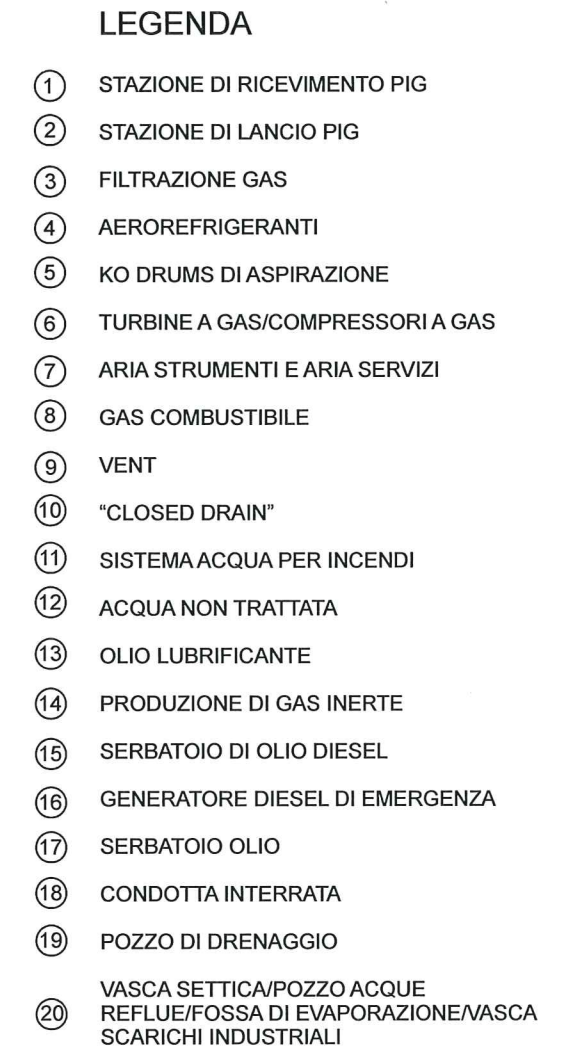 LEGENDA
1 STAZIONE DI RICEVIMENTO PIG
2 STAZIONE DI LANCIO PIG
3 FILTRAZIONE GAS
4 AEROREFRIGERANTI
5 KO DRUMS DI ASPIRAZIONE
6 TURBINE A GAS/COMPRESSORI A GAS
7 ARIA STRUMENTI E ARIA SERVIZI
8 GAS COMBUSTIBILE
9 VENT
10 “CLOSED DRAIN”
11 SISTEMA ACQUA PER INCENDI
12 ACQUA NON TRATTATA
13 OLIO LUBRIFICANTE
14 PRODUZIONE DI GAS INERTE
15 SERBATOIO DI OLIO DIESEL
16 GENERATORE DIESEL DI EMERGENZA
17 SERBATOIO OLIO
18 CONDOTTA INTERRATA
19 POZZO DI DRENAGGIO
VASCA SETTICA/POZZO ACQUE
20 REFLUE/FOSSA DI EVAPORAZIONE/VASCA
SCARICHI INDUSTRIALI